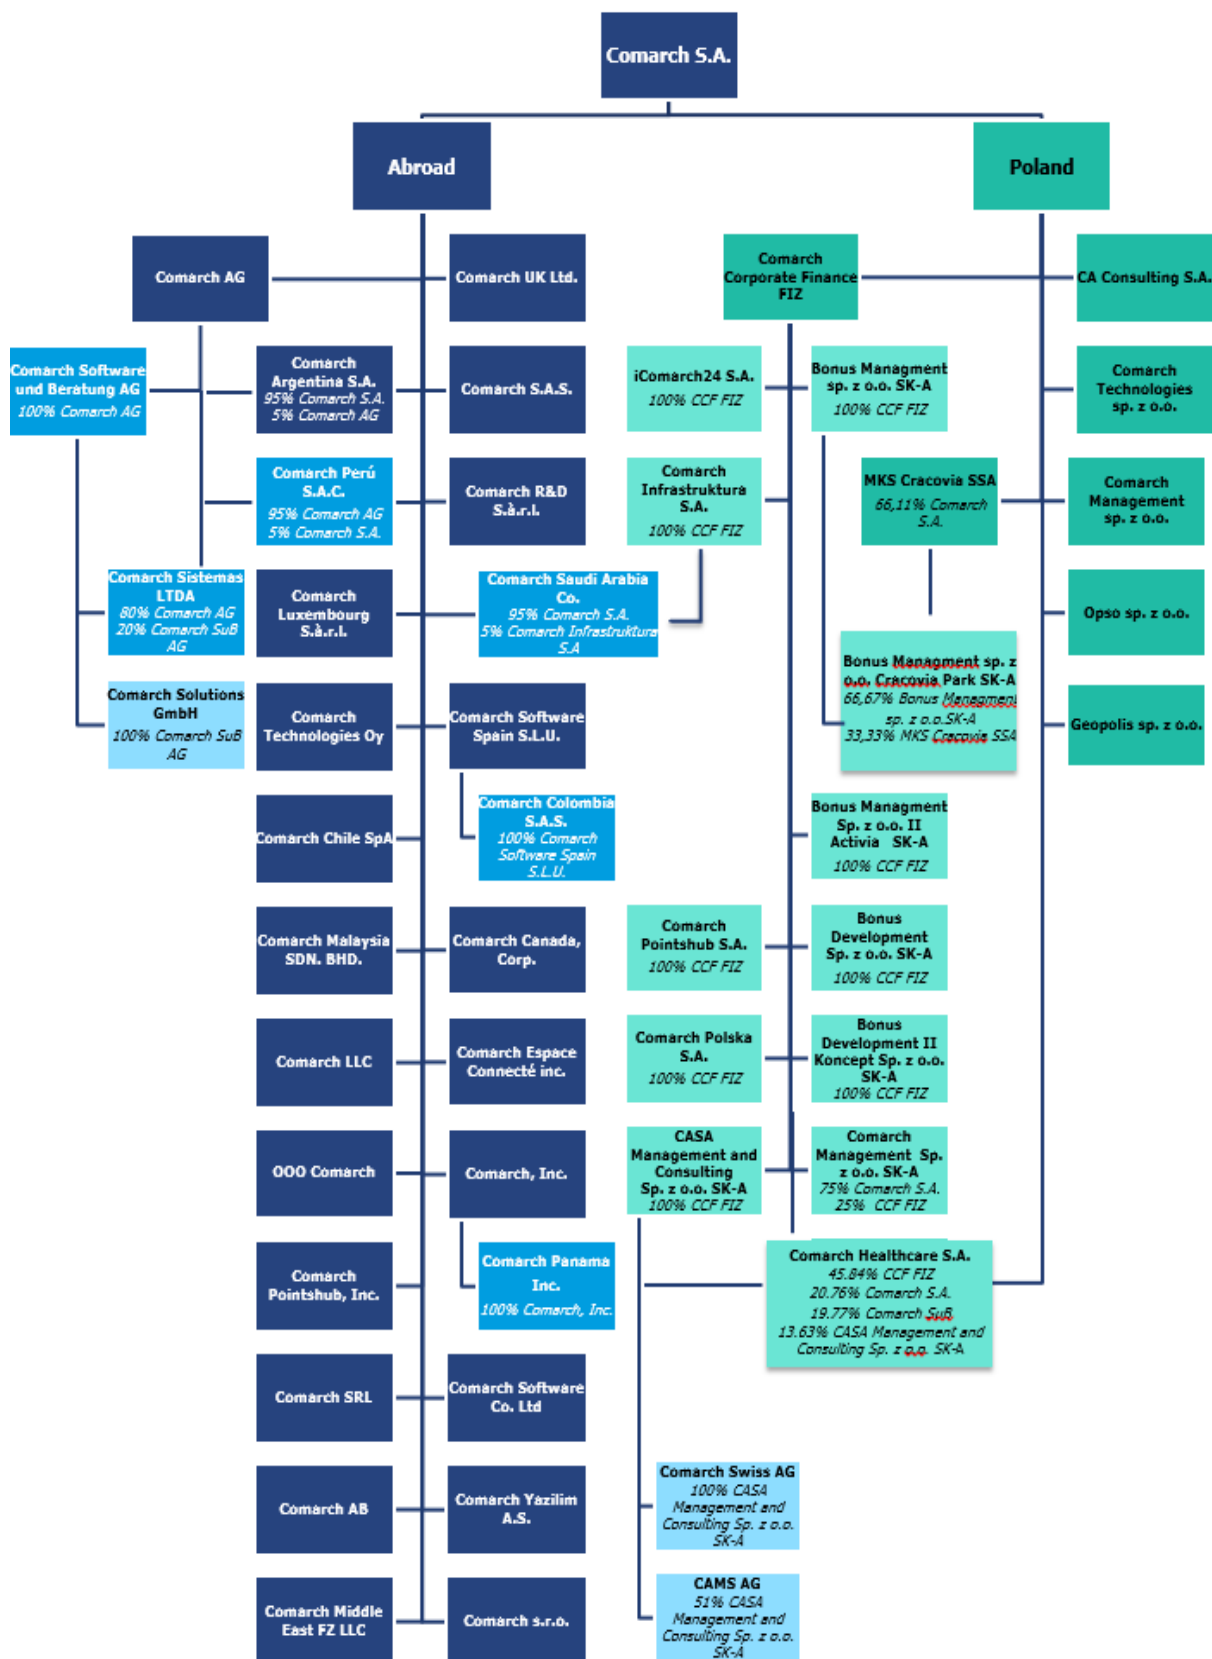 Comarch S.A.
Abroad
Poland
Comarch AG
Comarch UK Ltd.
Comarch
Corporate Finance
FIZ
CA Consulting S.A.
Comarch Software
und Beratung AG
100% Comarch AG
Comarch
Argentina S.A.
95% Comarch S.A.
5% Comarch AG
Comarch S.A.S.
iComarch24 S.A.
100% CCF FIZ
Bonus Managment
sp. z o.o. SK-A
100% CCF FIZ
Comarch
Technologies
sp. z o.o.
Comarch Perú
S.A.C.
95% Comarch AG
5% Comarch S.A.
Comarch R&D
S.à.r.l.
Comarch
Infrastruktura
S.A.
100% CCF FIZ
MKS Cracovia SSA
66,11% Comarch
S.A.
Comarch
Management
sp. z o.o.
Comarch Sistemas
LTDA
80% Comarch AG
20% Comarch SuB
AG
Comarch
Luxembourg
S.à.r.l.
Comarch Saudi Arabia
Co.
95% Comarch S.A.
5% Comarch Infrastruktura
S.A
Opso sp. z o.o.
Bonus Managment sp. z
o.o. Cracovia Park SK-A
66,67% Bonus Managment
sp. z o.o.SK-A
33,33% MKS Cracovia SSA
Comarch Solutions
GmbH
100% Comarch SuB
AG
Comarch
Technologies Oy
Comarch Software
Spain S.L.U.
Geopolis sp. z o.o.
Comarch Chile SpA
Comarch Colombia
S.A.S.
100% Comarch
Software Spain
S.L.U.
Bonus Managment
Sp. z o.o. II
Activia SK-A
100% CCF FIZ
Comarch Malaysia
SDN. BHD.
Comarch Canada,
Corp.
Comarch
Pointshub S.A.
100% CCF FIZ
Bonus
Development
Sp. z o.o. SK-A
100% CCF FIZ
Comarch LLC
Comarch Espace
Connecté inc.
Comarch Polska
S.A.
100% CCF FIZ
Bonus
Development II
Koncept Sp. z o.o.
SK-A
100% CCF FIZ
OOO Comarch
Comarch, Inc.
CASA
Management and
Consulting
Sp. z o.o. SK-A
100% CCF FIZ
Comarch
Management Sp.
z o.o. SK-A
75% Comarch S.A.
25% CCF FIZ
Comarch
Pointshub, Inc.
Comarch Panama
Inc.
100% Comarch, Inc.
Comarch Healthcare S.A.
45.84% CCF FIZ
20.76% Comarch S.A.
19.77% Comarch SuB
13.63% CASA Management and
Consulting Sp. z o.o. SK-A
Comarch SRL
Comarch Software
Co. Ltd
Comarch AB
Comarch Yazilim
A.S.
Comarch Swiss AG
100% CASA
Management and
Consulting Sp. z o.o.
SK-A
Comarch Middle
East FZ LLC
Comarch s.r.o.
CAMS AG
51% CASA
Management and
Consulting Sp. z o.o.
SK-A